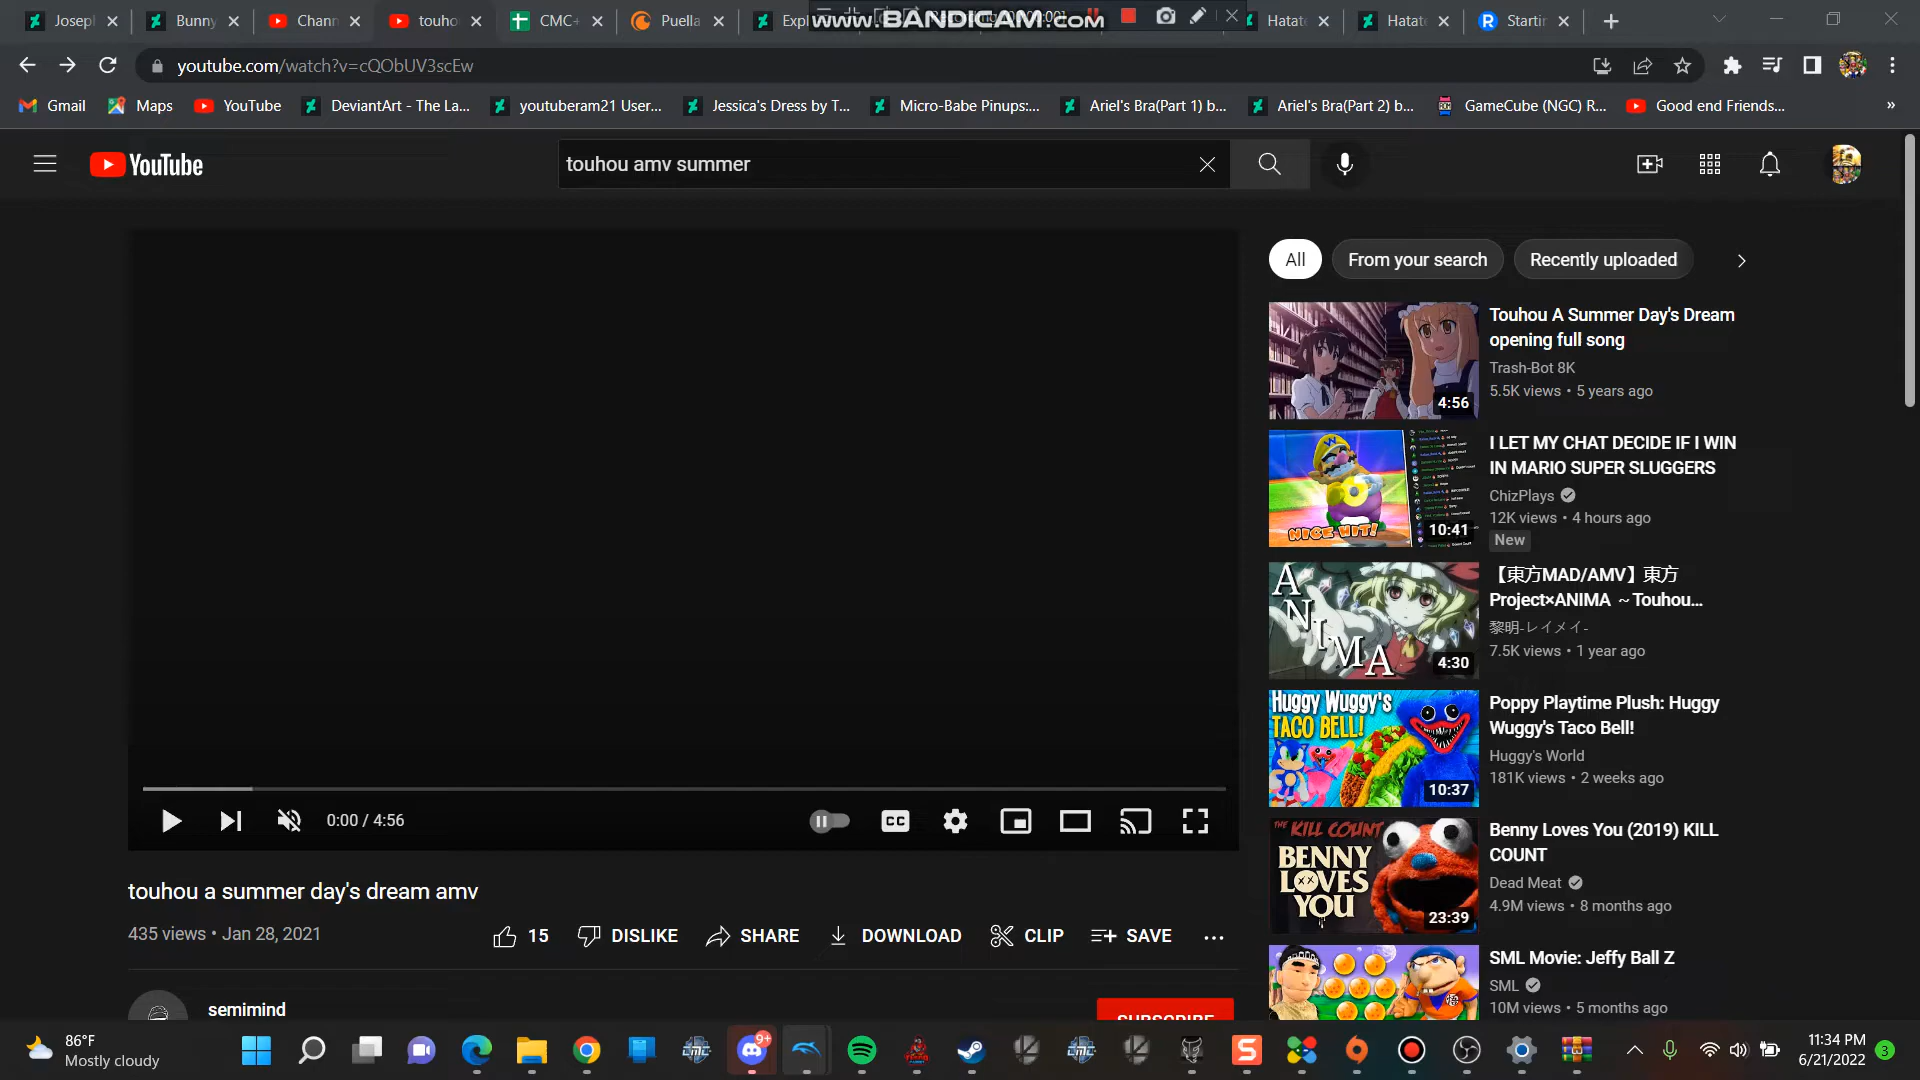 Josepl
Bunny
Chann
touho
CMC+
Puella
Expl
www.BANDICAM.com
Hatate
Hatate
Startin
youtube.com/watch?v=cQObUV3scEw
Gmail
Maps
YouTube
DeviantArt - The La...
youtuberam21 User...
Jessica's Dress by T...
Micro-Babe Pinups:...
Ariel's Bra(Part 1) b...
Ariel's Bra(Part 2) b...
GameCube (NGC) R...
Good end Friends...
»
YouTube
touhou amv summer
All
From your search
Recently uploaded
Touhou A Summer Day's Dream
opening full song
Trash-Bot 8K
5.5K views • 5 years ago
4:56
I LET MY CHAT DECIDE IF I WIN
IN MARIO SUPER SLUGGERS
ChizPlays
12K views • 4 hours ago
New
NICE HIT!
10:41
【東方MAD/AMV】東方
Project×ANIMA ～Touhou...
黎明-レイメイ-
7.5K views • 1 year ago
ANIMA
4:30
Poppy Playtime Plush: Huggy
Wuggy's Taco Bell!
Huggy's World
181K views • 2 weeks ago
HUGGY WUGGY'S
TACO BELL!
10:37
Benny Loves You (2019) KILL
COUNT
Dead Meat
4.9M views • 8 months ago
THE KILL COUNT
BENNY
LOVES
YOU
23:39
SML Movie: Jeffy Ball Z
SML
10M views • 5 months ago
0:00 / 4:56
CC
touhou a summer day's dream amv
435 views • Jan 28, 2021
15
DISLIKE
SHARE
DOWNLOAD
CLIP
SAVE
semimind
SUBSCRIBE
86°F
Mostly cloudy
9+
11:34 PM
6/21/2022
3